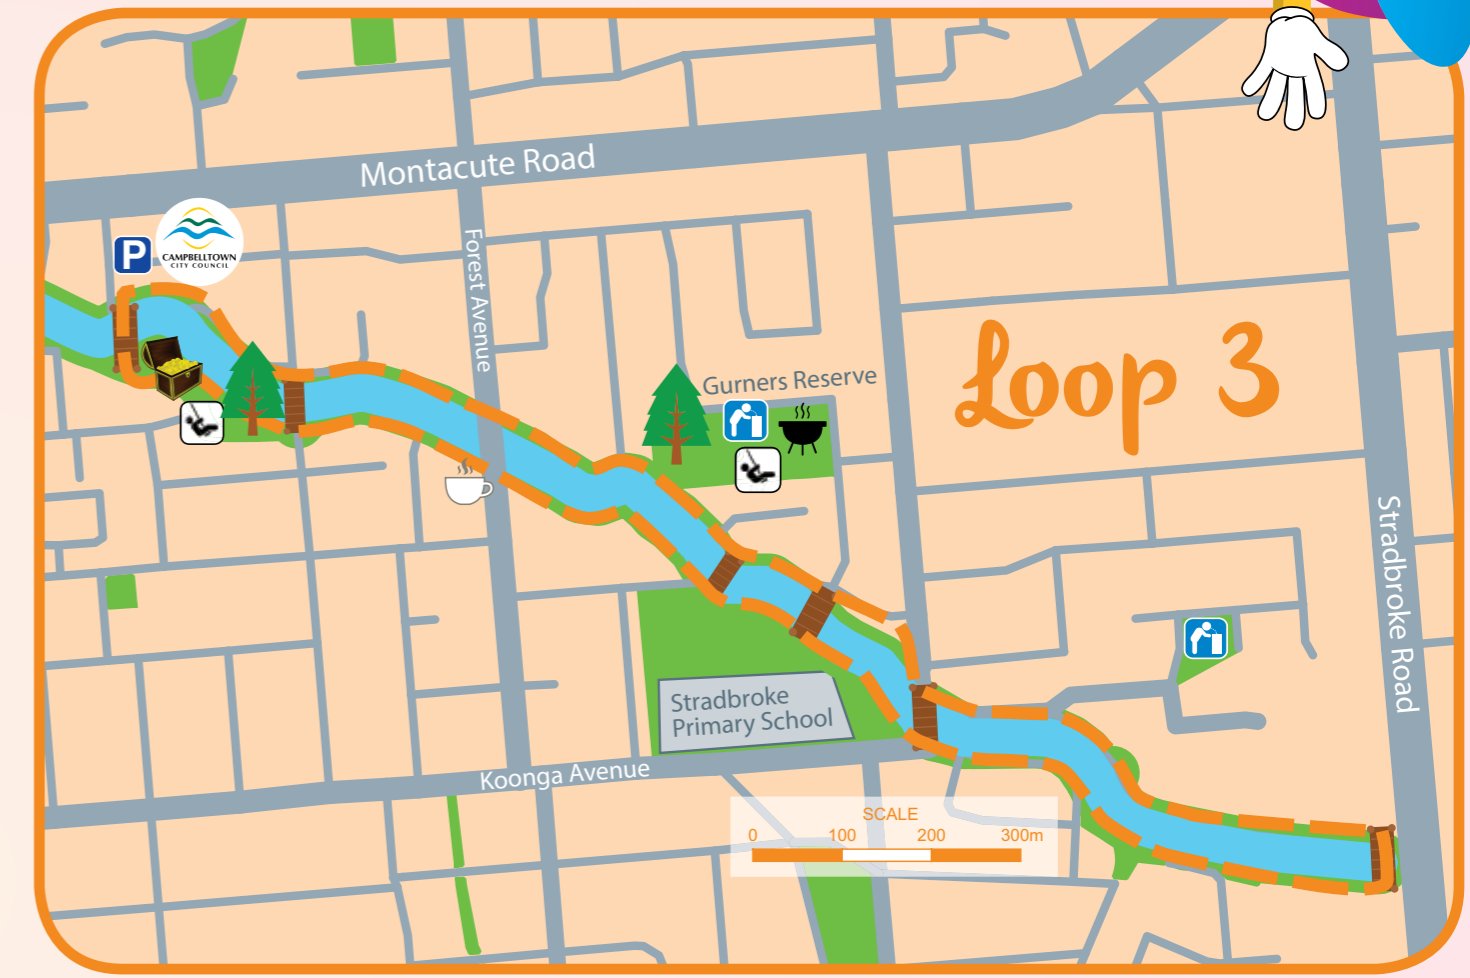 Montacute Road
P
CAMPBELLTOWN
CITY COUNCIL
Forest Avenue
Gurners Reserve
Loop 3
Stradbroke Road
Stradbroke
Primary School
Koonga Avenue
SCALE
0 100 200 300m